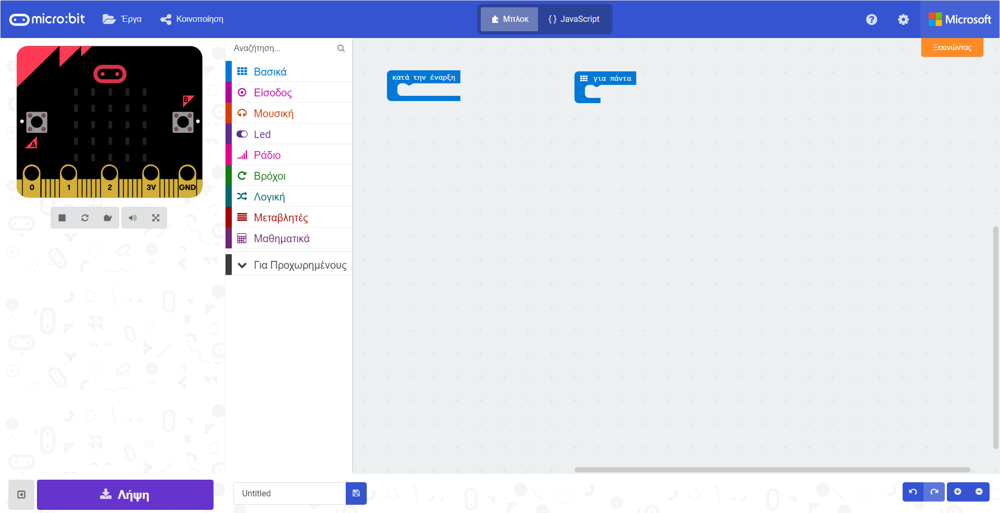 micro:bit
Έργα
Κοινοποίηση
Μπλοκ
{ } JavaScript
Microsoft
Ξεκινώντας
Αναζήτηση...
Βασικά
Είσοδος
Μουσική
Led
Ράδιο
Βρόχοι
Λογική
Μεταβλητές
Μαθηματικά
Για Προχωρημένους
κατά την έναρξη
για πάντα
B
A
0 1 2 3V GND
Λήψη
Untitled